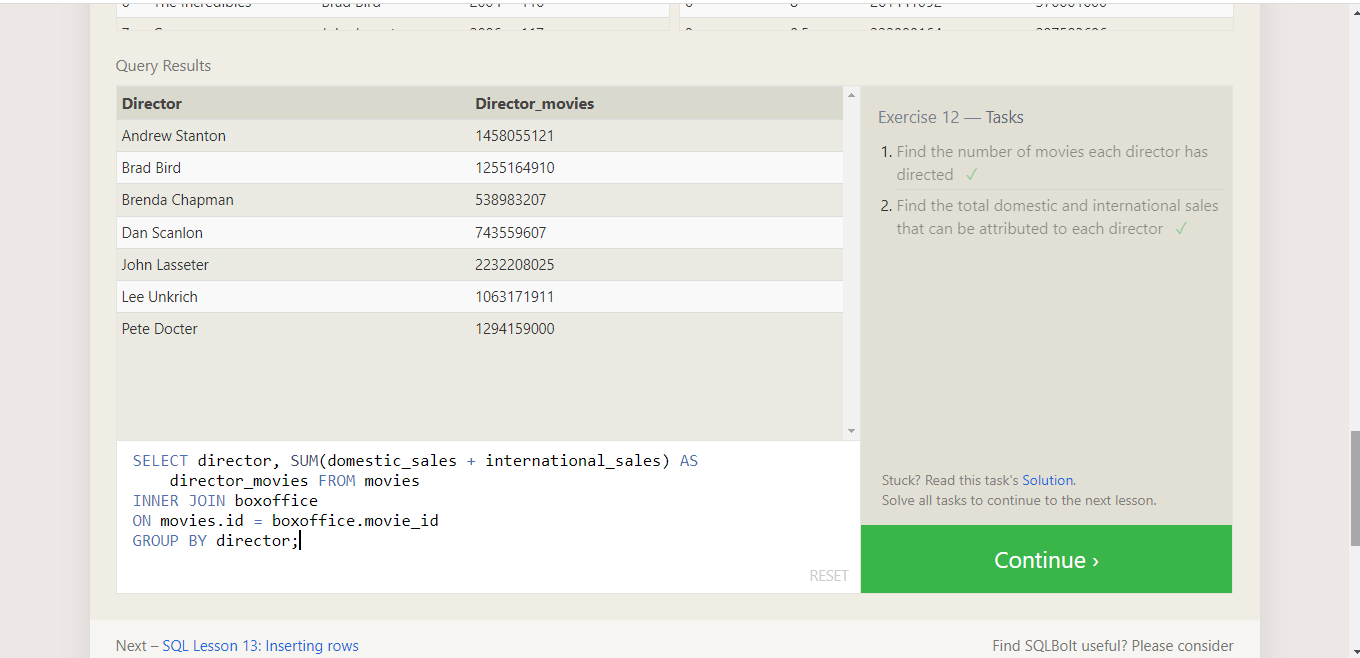 Query Results
Director Director_movies
Andrew Stanton 1458055121
Brad Bird 1255164910
Brenda Chapman 538983207
Dan Scanlon 743559607
John Lasseter 2232208025
Lee Unkrich 1063171911
Pete Docter 1294159000
Exercise 12 — Tasks
1. Find the number of movies each director has
directed ✓
2. Find the total domestic and international sales
that can be attributed to each director ✓
Stuck? Read this task's Solution.
Solve all tasks to continue to the next lesson.
Continue ›
SELECT director, SUM(domestic_sales + international_sales) AS
director_movies FROM movies
INNER JOIN boxoffice
ON movies.id = boxoffice.movie_id
GROUP BY director;
RESET
Next – SQL Lesson 13: Inserting rows
Find SQLBolt useful? Please consider